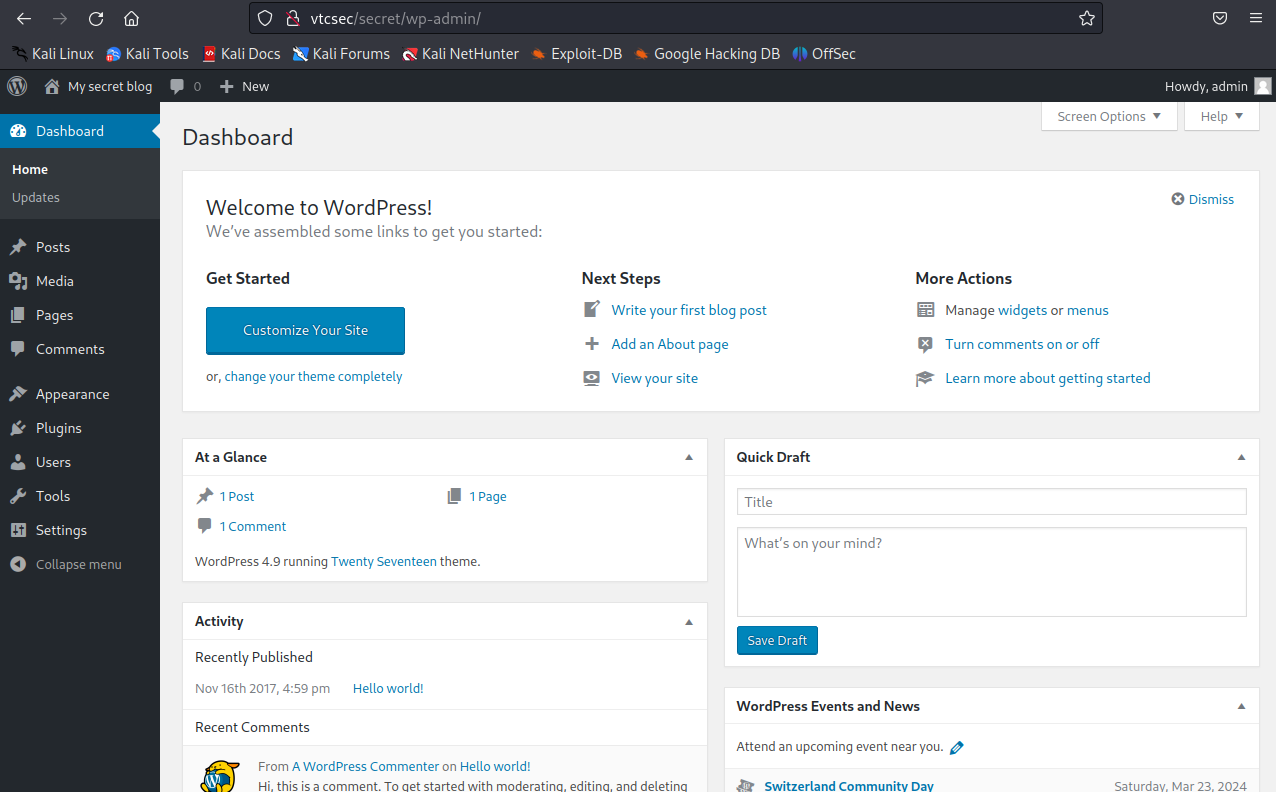 vtcsec/secret/wp-admin/
Kali Linux Kali Tools Kali Docs Kali Forums Kali NetHunter Exploit-DB Google Hacking DB OffSec
My secret blog 0 New Howdy, admin
Screen Options Help
Dashboard
Home
Updates
Posts
Media
Pages
Comments
Appearance
Plugins
Users
Tools
Settings
Collapse menu
Dashboard
Welcome to WordPress!
Dismiss
We've assembled some links to get you started:
Get Started
Customize Your Site
or, change your theme completely
Next Steps
Write your first blog post
Add an About page
View your site
More Actions
Manage widgets or menus
Turn comments on or off
Learn more about getting started
At a Glance
1 Post 1 Page
1 Comment
WordPress 4.9 running Twenty Seventeen theme.
Activity
Recently Published
Nov 16th 2017, 4:59 pm Hello world!
Recent Comments
From A WordPress Commenter on Hello world!
Hi, this is a comment. To get started with moderating, editing, and deleting
Quick Draft
Title
What's on your mind?
Save Draft
WordPress Events and News
Attend an upcoming event near you.
Switzerland Community Day Saturday, Mar 23, 2024